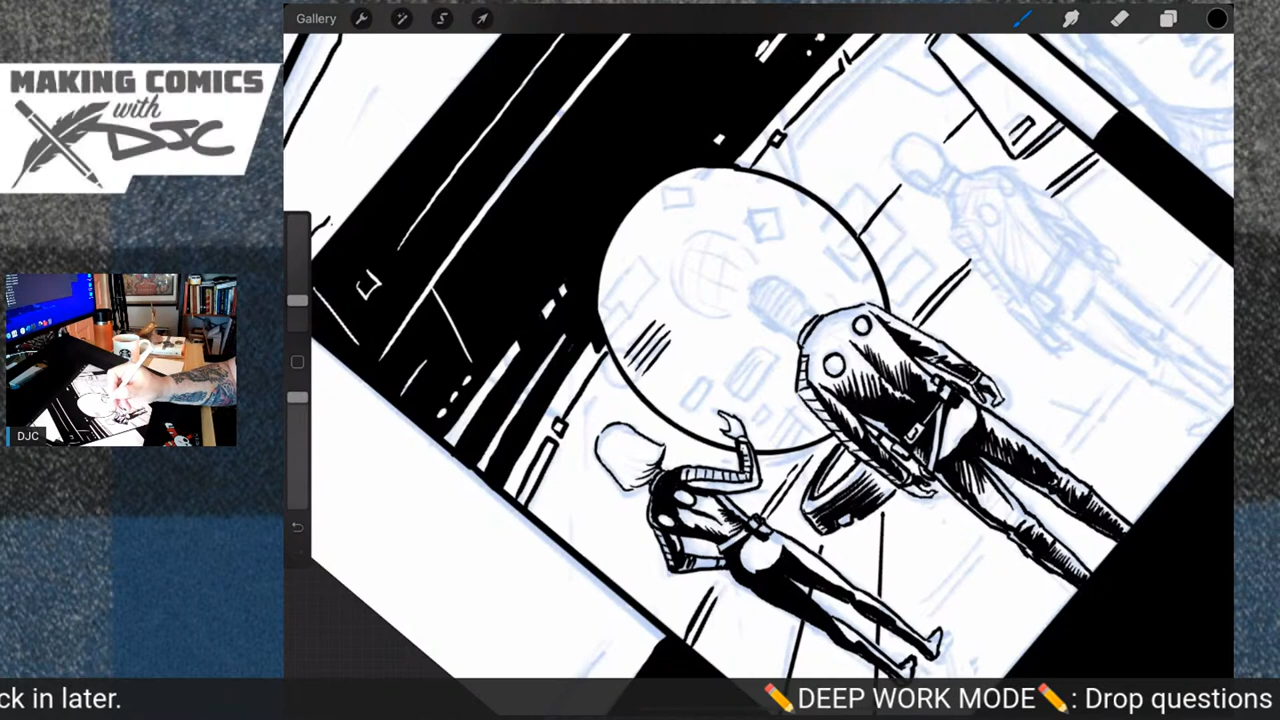 Gallery
MAKING COMICS
with
DJC
DJC
ck in later.
✏️DEEP WORK MODE✏️: Drop questions